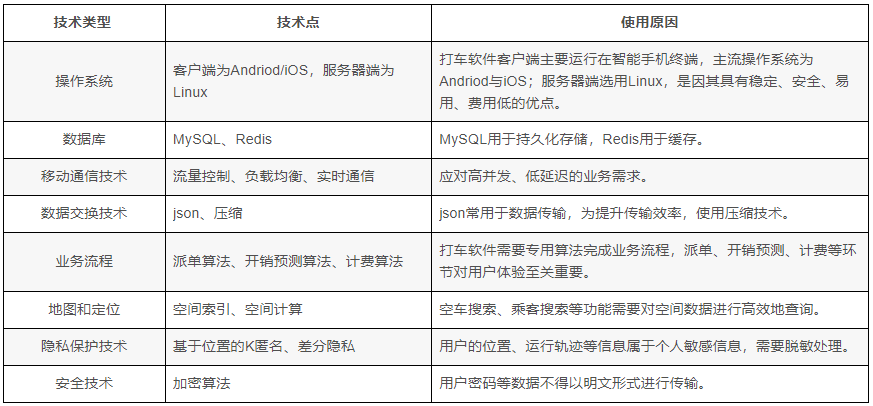 技术类型 技术点 使用原因
操作系统
客户端为Andriod/iOS，服务器端为
Linux
打车软件客户端主要运行在智能手机终端，主流操作系统为
Andriod与iOS；服务器端选用Linux，是因其具有稳定、安全、易
用、费用低的优点。
数据库 MySQL、Redis MySQL用于持久化存储，Redis用于缓存。
移动通信技术 流量控制、负载均衡、实时通信 应对高并发、低延迟的业务需求。
数据交换技术 json、压缩 json常用于数据传输，为提升传输效率，使用压缩技术。
业务流程 派单算法、开销预测算法、计费算法
打车软件需要专用算法完成业务流程，派单、开销预测、计费等环
节对用户体验至关重要。
地图和定位 空间索引、空间计算 空车搜索、乘客搜索等功能需要对空间数据进行高效地查询。
隐私保护技术 基于位置的K匿名、差分隐私 用户的位置、运行轨迹等信息属于个人敏感信息，需要脱敏处理。
安全技术 加密算法 用户密码等数据不得以明文形式进行传输。